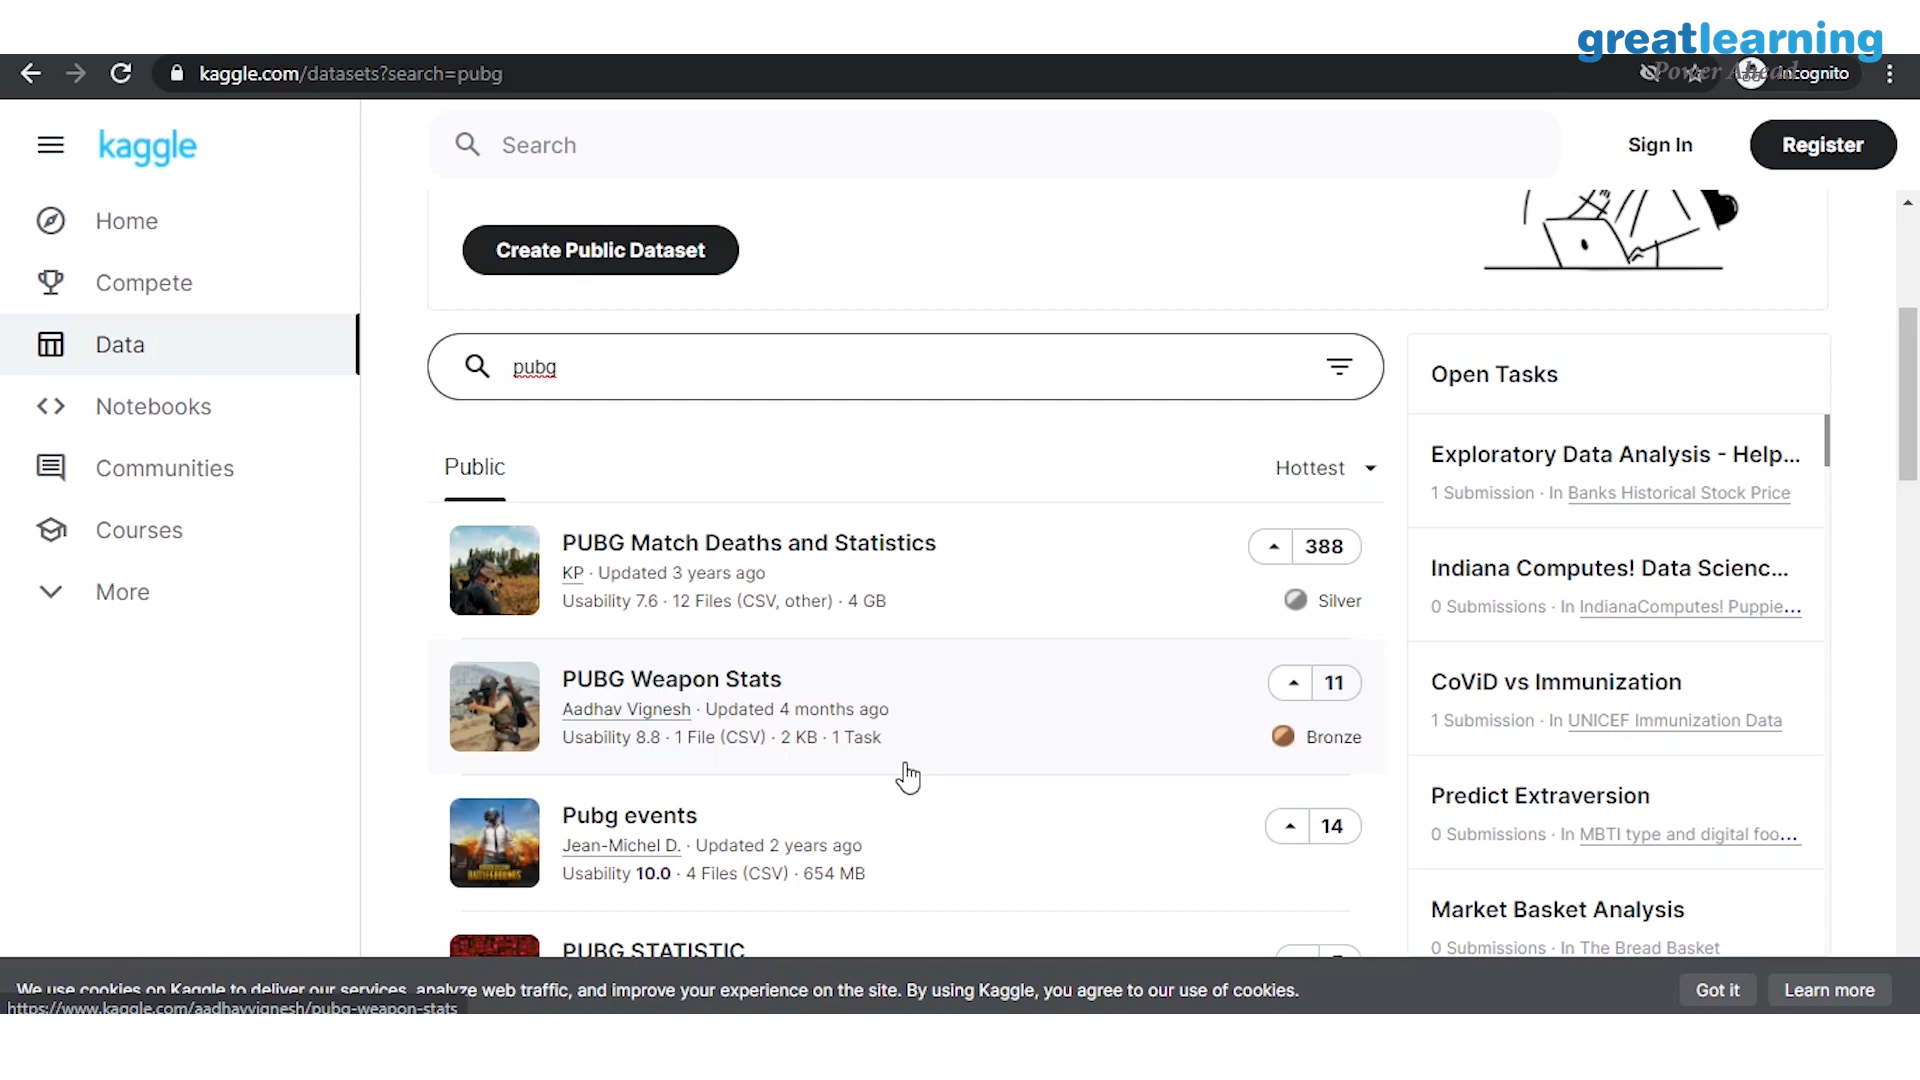 greatlearning
Power Ahead
kaggle.com/datasets?search=pubg
Incognito
kaggle
Search
Sign In
Register
Home
Compete
Data
Notebooks
Communities
Courses
More
Create Public Dataset
pubg
Public
Hottest
PUBG Match Deaths and Statistics
388
KP · Updated 3 years ago
Usability 7.6 · 12 Files (CSV, other) · 4 GB
Silver
PUBG Weapon Stats
11
Aadhav Vignesh · Updated 4 months ago
Usability 8.8 · 1 File (CSV) · 2 KB · 1 Task
Bronze
Pubg events
14
Jean-Michel D. · Updated 2 years ago
Usability 10.0 · 4 Files (CSV) · 654 MB
PUBG STATISTIC
Open Tasks
Exploratory Data Analysis - Help...
1 Submission · In Banks Historical Stock Price
Indiana Computes! Data Scienc...
0 Submissions · In IndianaComputes! Puppie...
CoViD vs Immunization
1 Submission · In UNICEF Immunization Data
Predict Extraversion
0 Submissions · In MBTI type and digital foo...
Market Basket Analysis
0 Submissions · In The Bread Basket
We use cookies on Kaggle to deliver our services, analyze web traffic, and improve your experience on the site. By using Kaggle, you agree to our use of cookies.
Got it
Learn more
https://www.kaggle.com/aadhavvignesh/pubg-weapon-stats